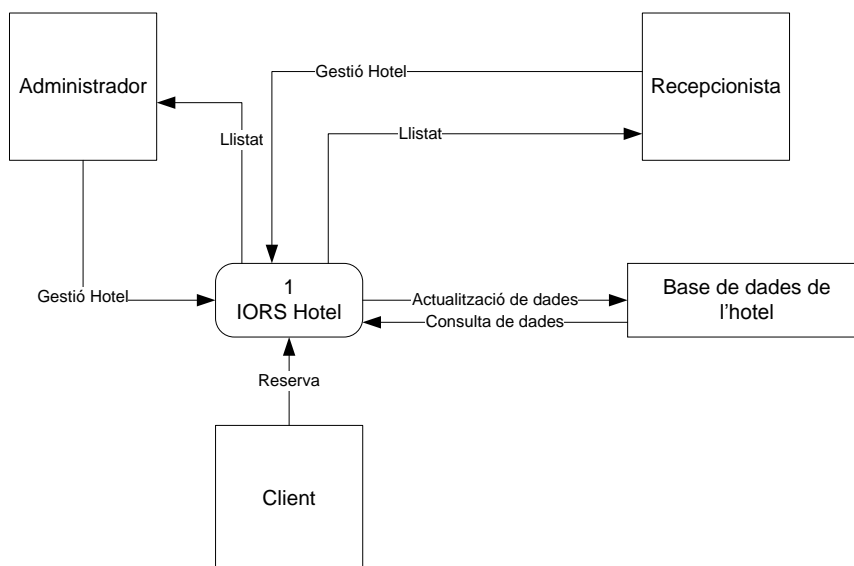 Administrador
Gestió Hotel
Recepcionista
Llistat
Llistat
1
IORS Hotel
Gestió Hotel
Actualització de dades
Consulta de dades
Base de dades de
l'hotel
Reserva
Client